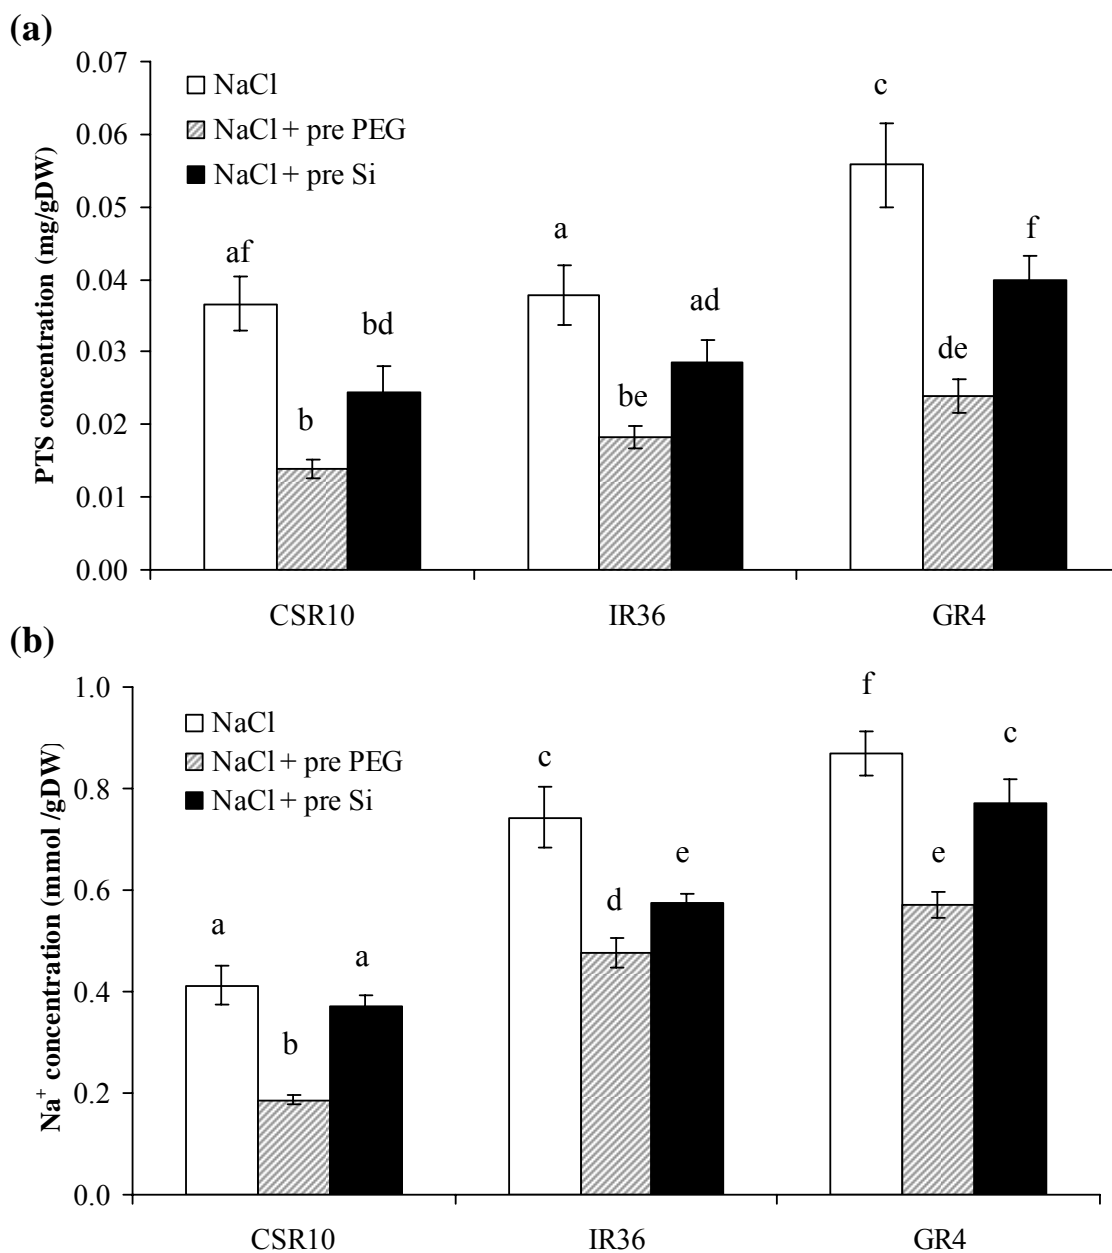 (a)
PTS concentration (mg/gDW)
0.07
0.06
0.05
0.04
0.03
0.02
0.01
0.00
NaCl
NaCl + pre PEG
NaCl + pre Si
af
b
bd
a
be
ad
c
de
f
CSR10
IR36
GR4
(b)
Na⁺ concentration (mmol /gDW)
1.0
0.8
0.6
0.4
0.2
0.0
NaCl
NaCl + pre PEG
NaCl + pre Si
a
b
a
c
d
e
f
e
c
CSR10
IR36
GR4